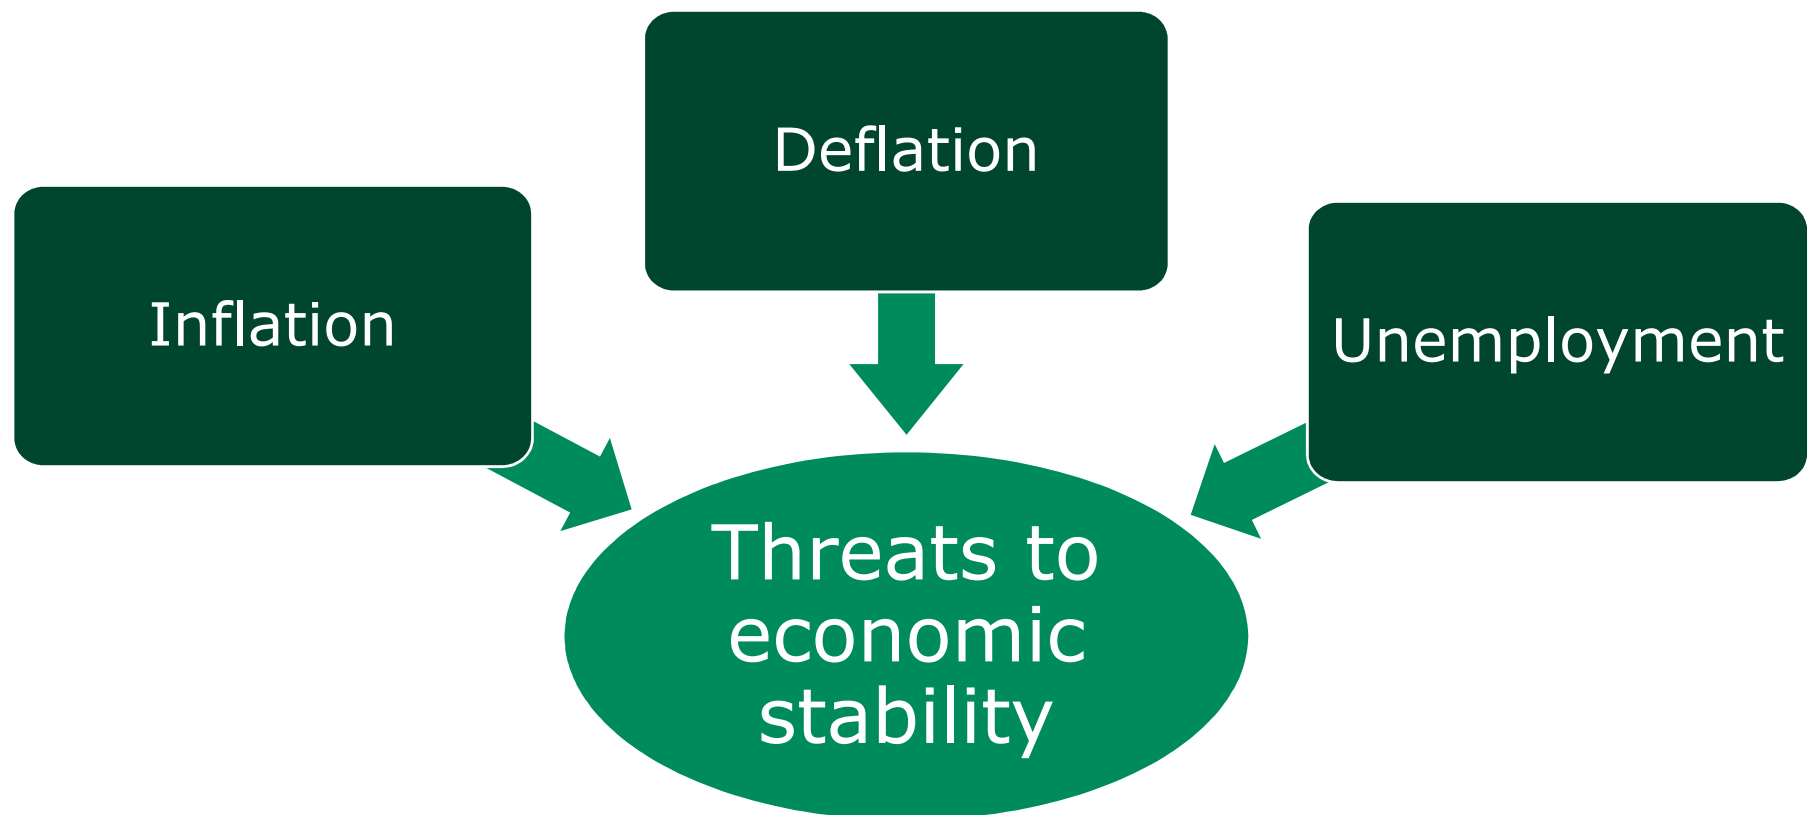 Deflation
Inflation
Unemployment
Threats to
economic
stability